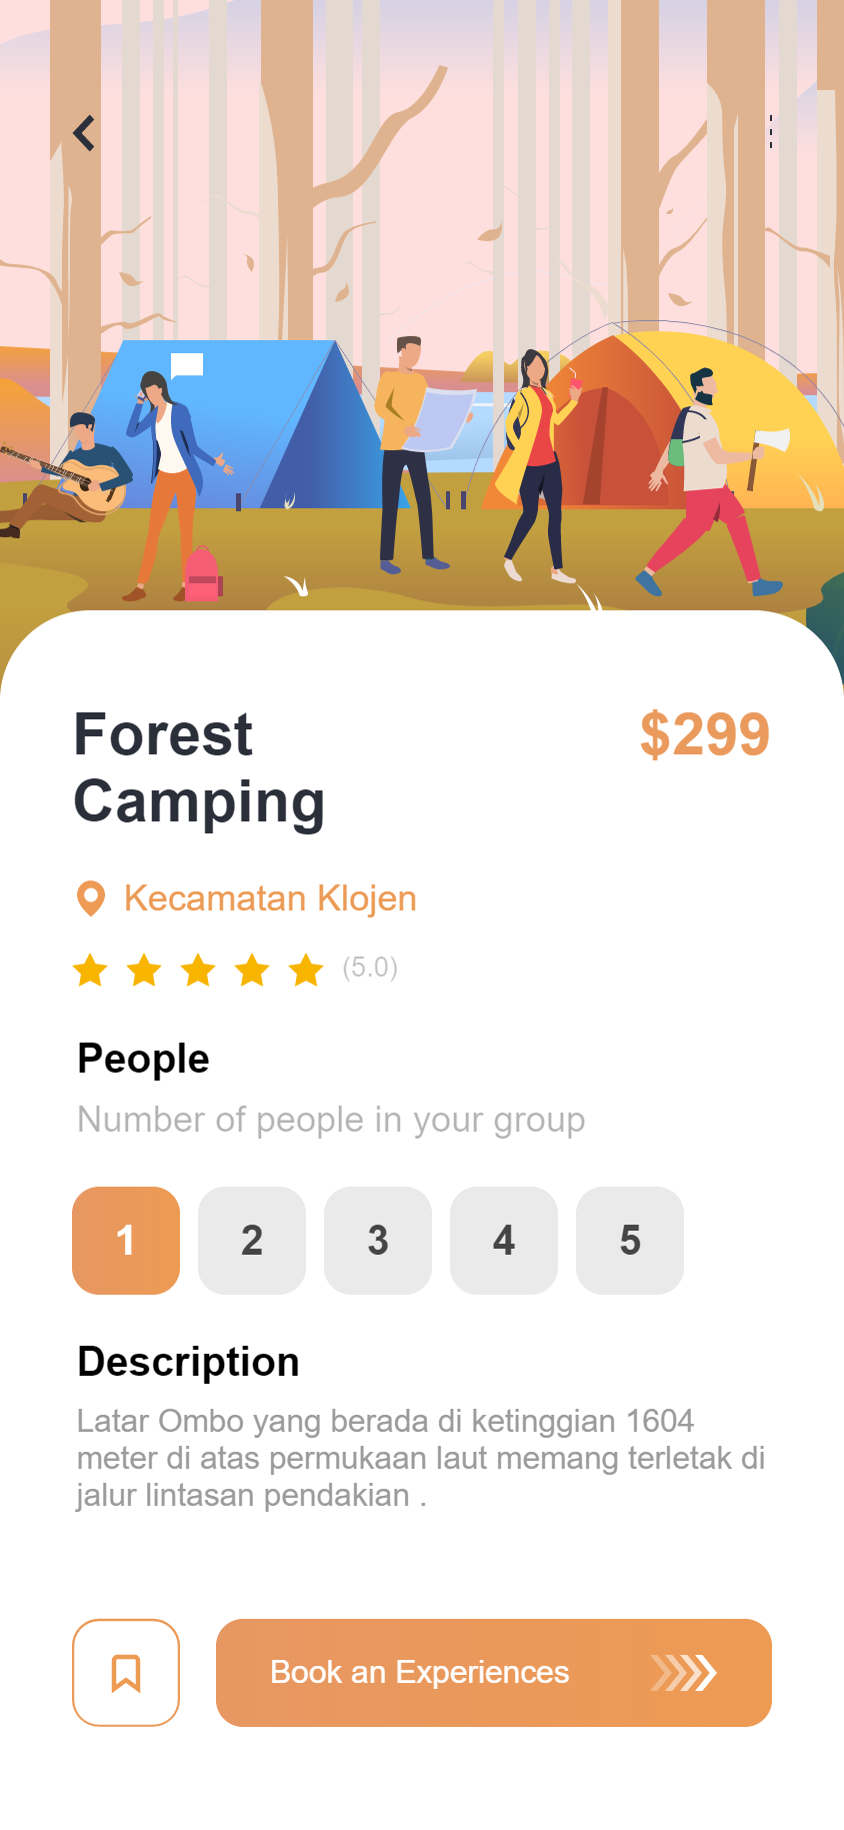 Forest
Camping
$299
Kecamatan Klojen
(5.0)
People
Number of people in your group
1 2 3 4 5
Description
Latar Ombo yang berada di ketinggian 1604
meter di atas permukaan laut memang terletak di
jalur lintasan pendakian .
Book an Experiences